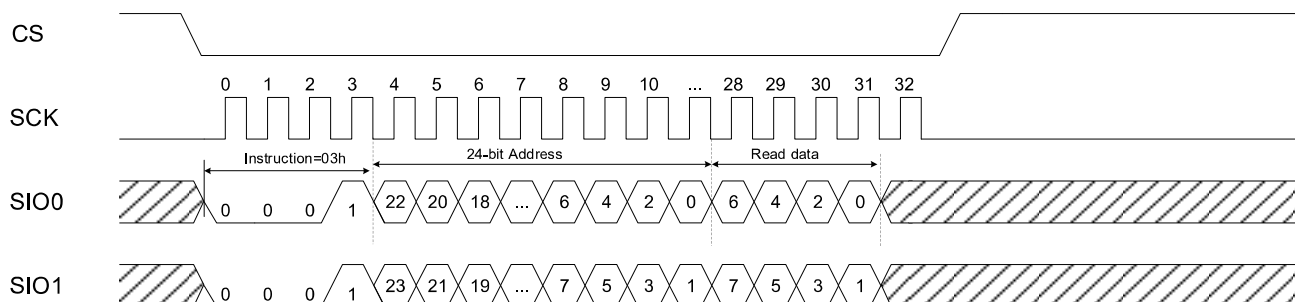 CS
0 1 2 3 4 5 6 7 8 9 10 ... 28 29 30 31 32
SCK
Instruction=03h 24-bit Address Read data
SIO0 0 0 0 1 22 20 18 ... 6 4 2 0 6 4 2 0
SIO1 0 0 0 1 23 21 19 ... 7 5 3 1 7 5 3 1